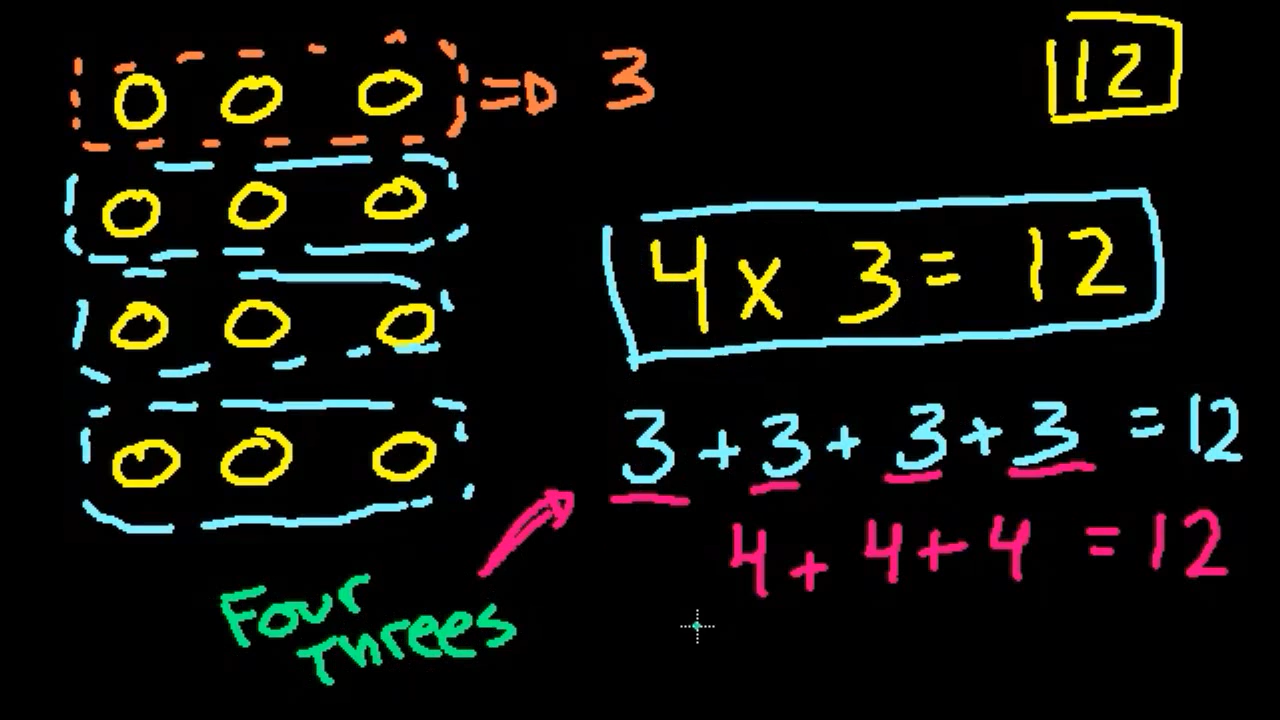 3
12
4 x 3 = 12
3 + 3 + 3 + 3 = 12
4 + 4 + 4 = 12
Four
Threes